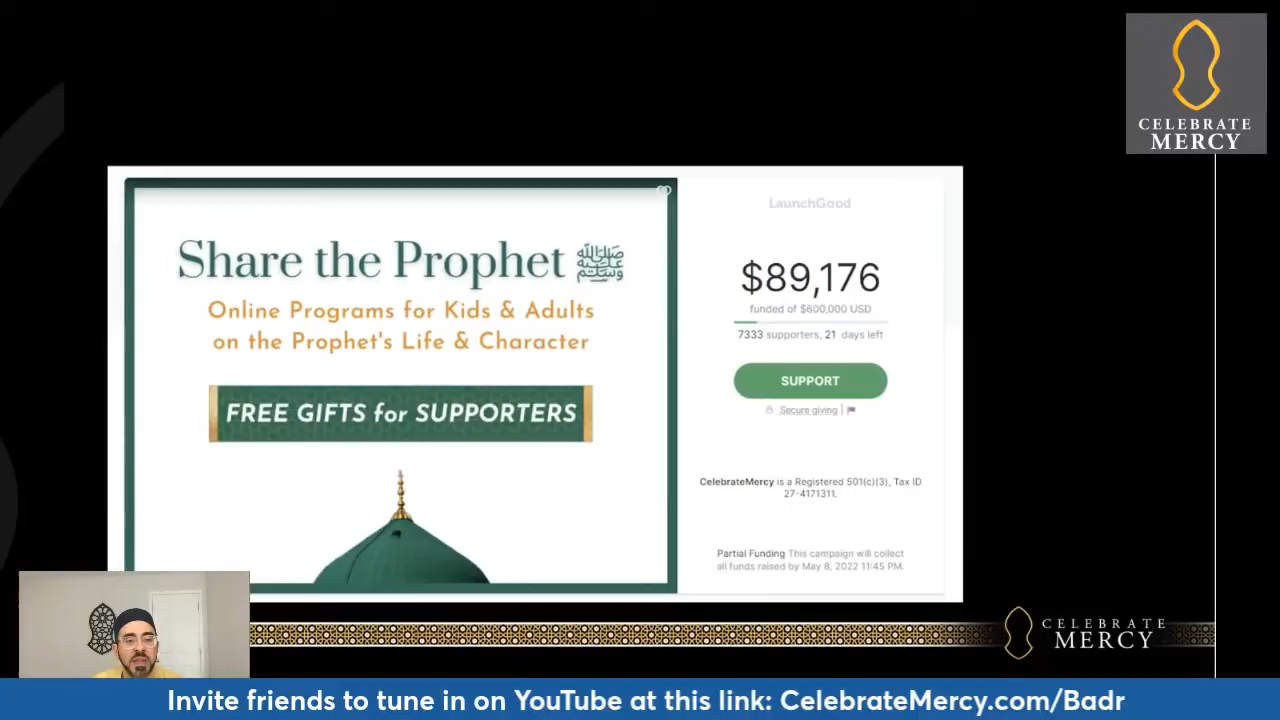 CELEBRATE
MERCY
Share the Prophet ﷺ
Online Programs for Kids & Adults
on the Prophet's Life & Character
FREE GIFTS for SUPPORTERS
LaunchGood
$89,176
funded of $600,000 USD
7333 supporters, 21 days left
SUPPORT
Secure giving
CelebrateMercy is a Registered 501(c)(3), Tax ID
27-4171311.
Partial Funding This campaign will collect
all funds raised by May 8, 2022 11:45 PM.
CELEBRATE
MERCY
Invite friends to tune in on YouTube at this link: CelebrateMercy.com/Badr